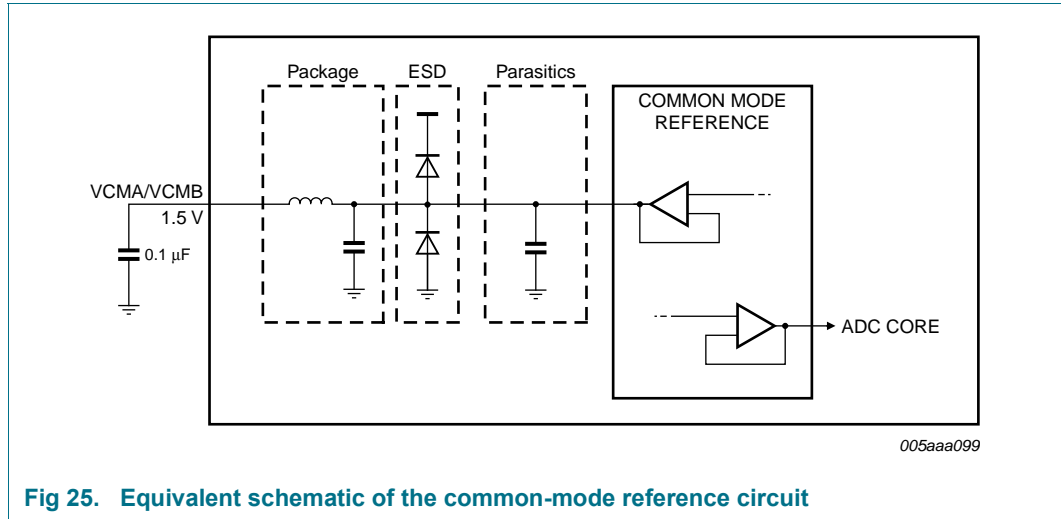 Package
ESD
Parasitics
COMMON MODE
REFERENCE
VCMA/VCMB
1.5 V
0.1 μF
ADC CORE
005aaa099
Fig 25. Equivalent schematic of the common-mode reference circuit